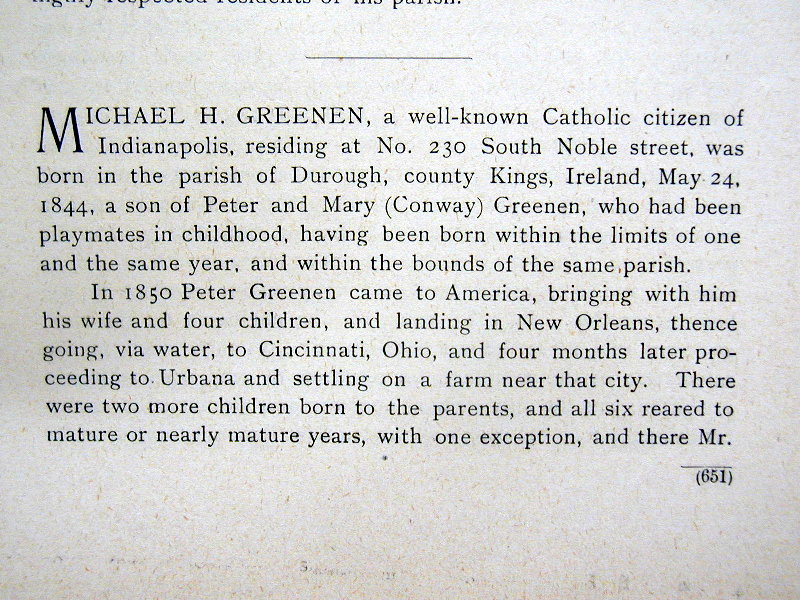 highly respected residents of his parish.
MICHAEL H. GREENEN, a well-known Catholic citizen of
Indianapolis, residing at No. 230 South Noble street, was
born in the parish of Durough, county Kings, Ireland, May 24,
1844, a son of Peter and Mary (Conway) Greenen, who had been
playmates in childhood, having been born within the limits of one
and the same year, and within the bounds of the same parish.
In 1850 Peter Greenen came to America, bringing with him
his wife and four children, and landing in New Orleans, thence
going, via water, to Cincinnati, Ohio, and four months later pro-
ceeding to Urbana and settling on a farm near that city. There
were two more children born to the parents, and all six reared to
mature or nearly mature years, with one exception, and there Mr.
(651)